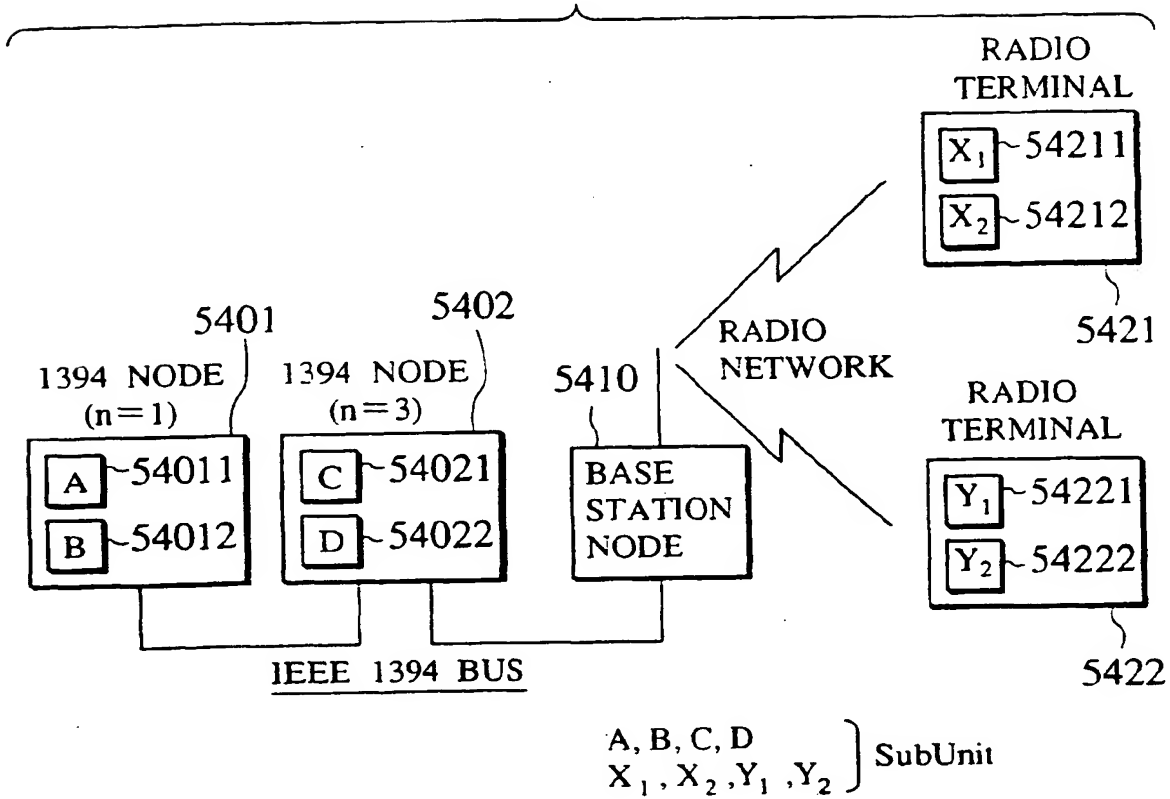 RADIO
TERMINAL
X₁ 54211
X₂ 54212
5421
5401
1394 NODE
(n=1)
A 54011
B 54012
5402
1394 NODE
(n=3)
C 54021
D 54022
5410
BASE
STATION
NODE
RADIO
NETWORK
RADIO
TERMINAL
Y₁ 54221
Y₂ 54222
5422
IEEE 1394 BUS
A, B, C, D
X₁, X₂, Y₁, Y₂
SubUnit